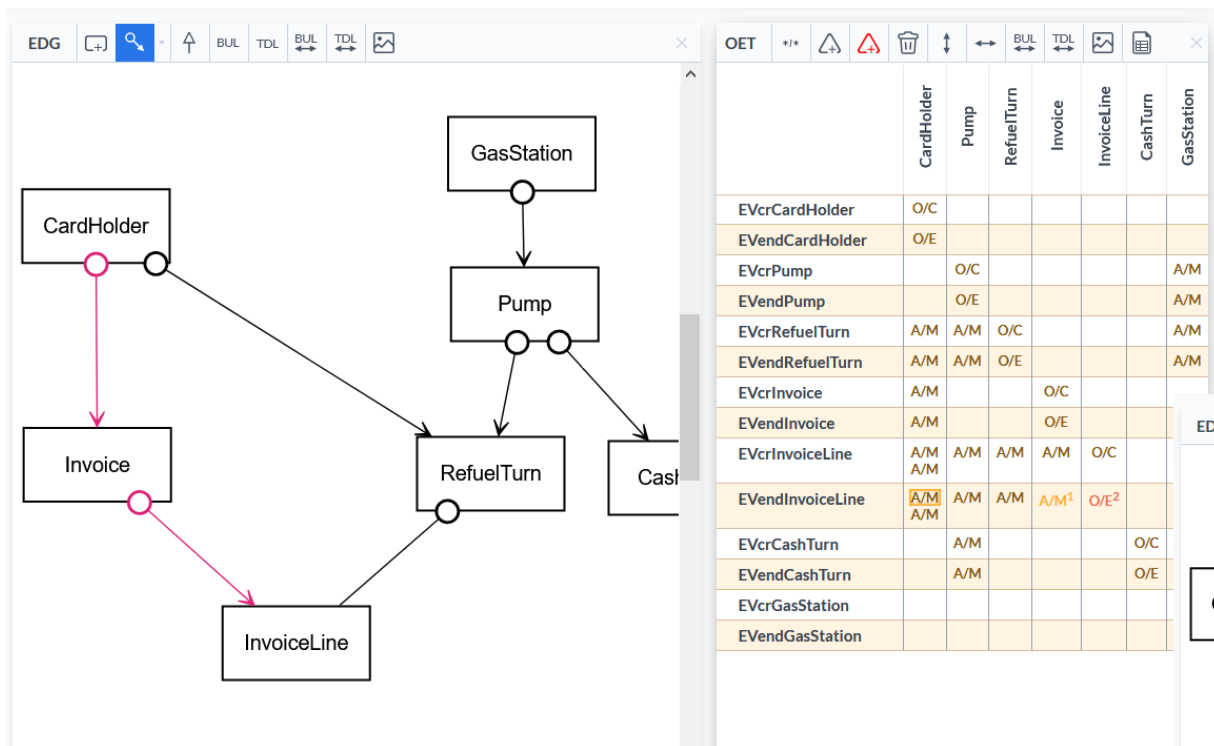 EDG BUL TDL BUL TDL
GasStation
CardHolder
Pump
Invoice
RefuelTurn
InvoiceLine
OET */* BUL TDL
CardHolder Pump RefuelTurn Invoice InvoiceLine CashTurn GasStation
EVcrCardHolder O/C
EVendCardHolder O/E
EVcrPump O/C A/M
EVendPump O/E A/M
EVcrRefuelTurn A/M A/M O/C A/M
EVendRefuelTurn A/M A/M O/E A/M
EVcrInvoice A/M O/C
EVendInvoice A/M O/E
EVcrInvoiceLine A/M A/M A/M A/M O/C
A/M
EVendInvoiceLine A/M A/M A/M A/M¹ O/E²
A/M
EVcrCashTurn A/M O/C
EVendCashTurn A/M O/E
EVcrGasStation
EVendGasStation